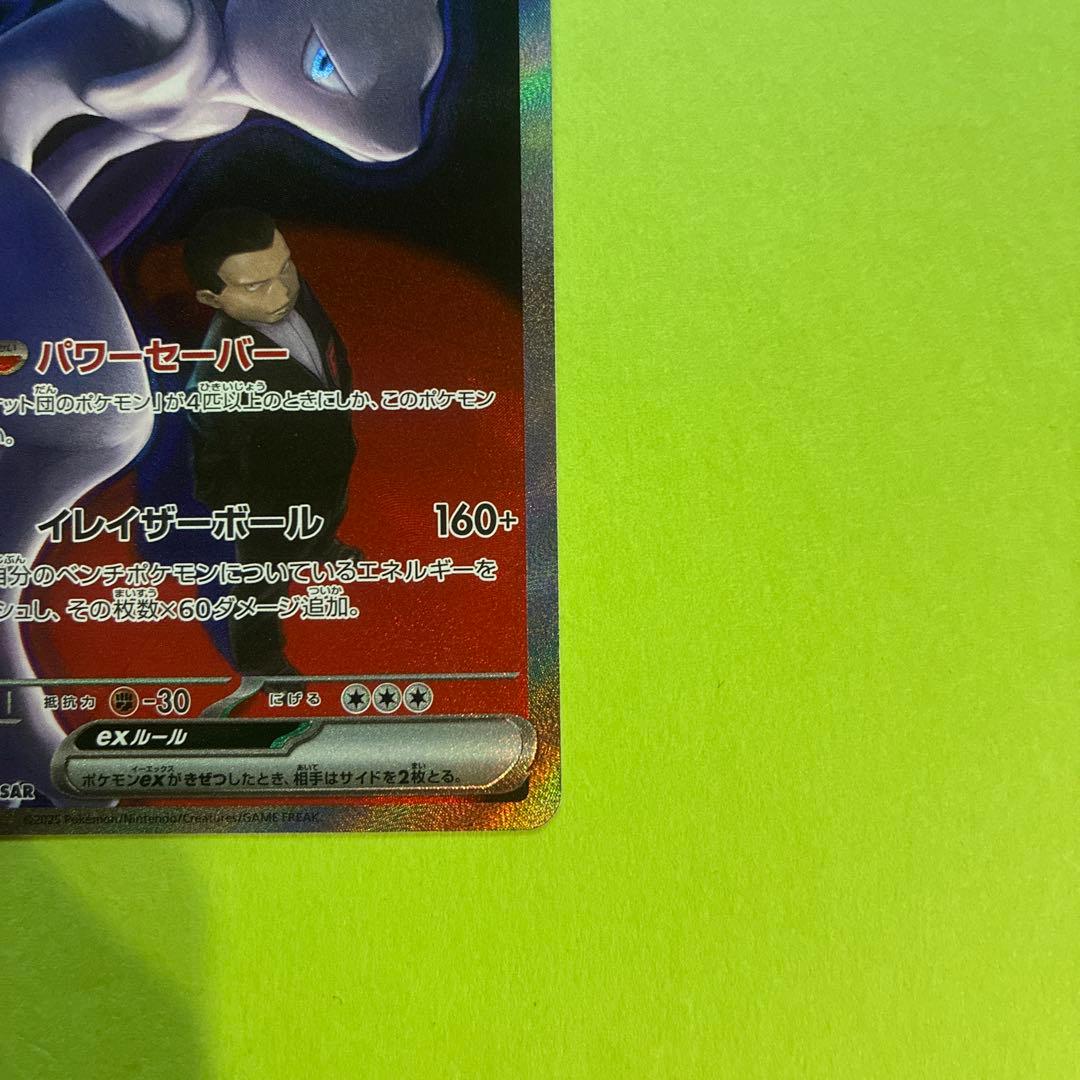 パワーセーバー
ット団のポケモン」が4匹以上のときにしか、このポケモン
い。
イレイザーボール 160+
自分のベンチポケモンについているエネルギーを
シュし、その枚数×60ダメージ追加。
抵抗力 -30 にげる
exルール
ポケモンexがきぜつしたとき、相手はサイドを2枚とる。
SAR
©2025 Pokémon/Nintendo/Creatures/GAME FREAK.